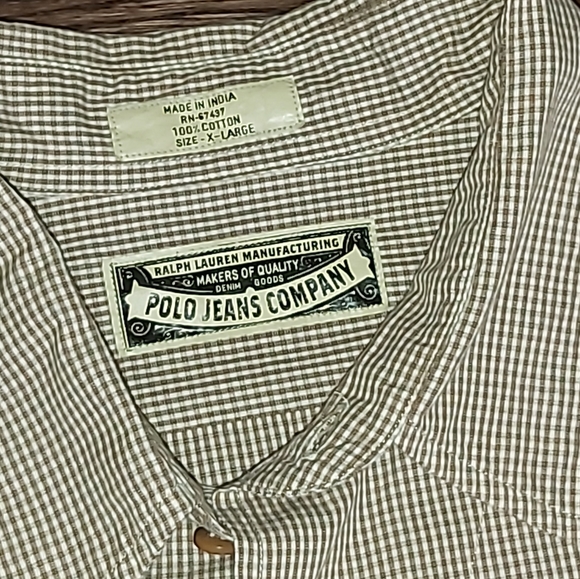 MADE IN INDIA
RN-67437
100% COTTON
SIZE - X-LARGE
RALPH LAUREN MANUFACTURING
MAKERS OF QUALITY
DENIM GOODS
POLO JEANS COMPANY